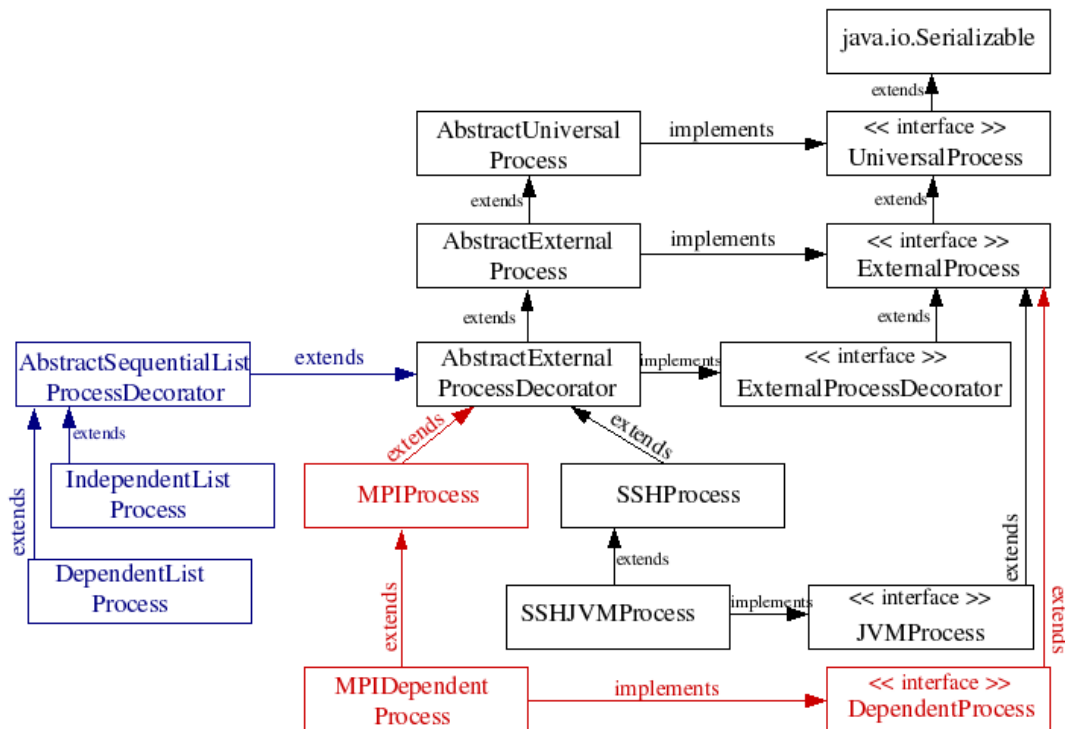 java.io.Serializable
extends
AbstractUniversal
Process
implements
<< interface >>
UniversalProcess
extends
extends
AbstractExternal
Process
implements
<< interface >>
ExternalProcess
extends
extends
AbstractSequentialList
ProcessDecorator
extends
AbstractExternal
ProcessDecorator
implements
<< interface >>
ExternalProcessDecorator
extends
extends
extends
IndependentList
Process
MPIProcess
SSHProcess
extends
extends
extends
DependentList
Process
extends
SSHJVMProcess
implements
<< interface >>
JVMProcess
extends
MPIDependent
Process
implements
<< interface >>
DependentProcess